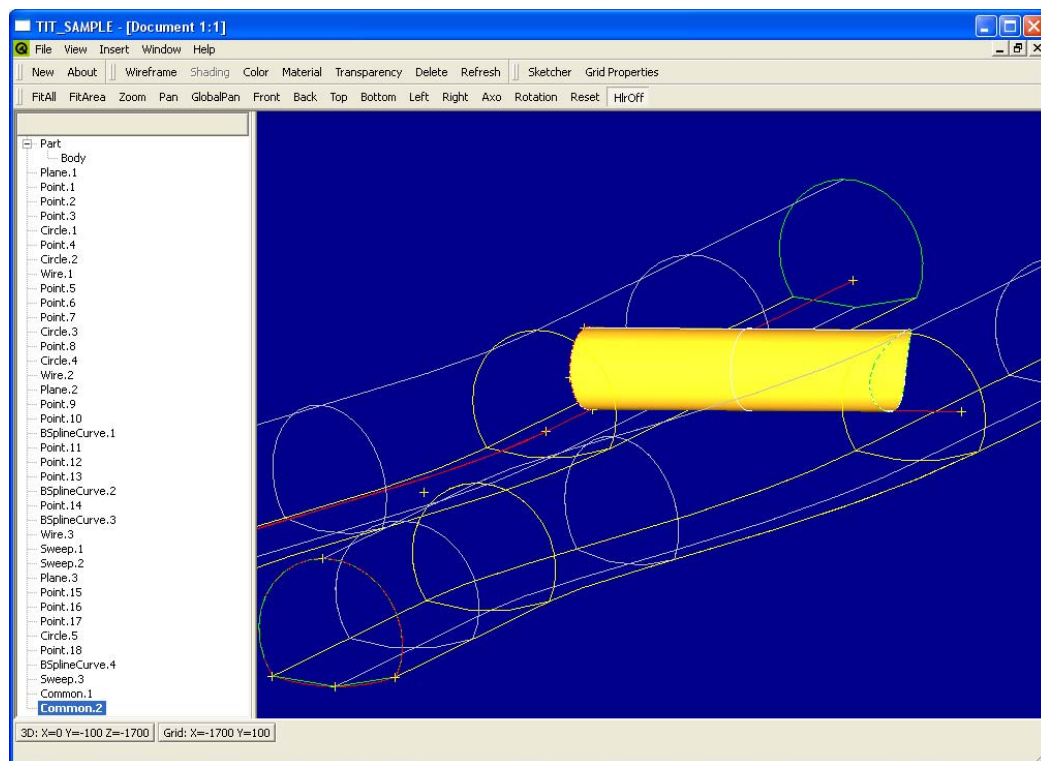 TIT_SAMPLE - [Document 1:1]
File View Insert Window Help
New About Wireframe Shading Color Material Transparency Delete Refresh Sketcher Grid Properties
FitAll FitArea Zoom Pan GlobalPan Front Back Top Bottom Left Right Axo Rotation Reset HlrOff
Part
Body
Plane.1
Point.1
Point.2
Point.3
Circle.1
Point.4
Circle.2
Wire.1
Point.5
Point.6
Point.7
Circle.3
Point.8
Circle.4
Wire.2
Plane.2
Point.9
Point.10
BSplineCurve.1
Point.11
Point.12
Point.13
BSplineCurve.2
Point.14
BSplineCurve.3
Wire.3
Sweep.1
Sweep.2
Plane.3
Point.15
Point.16
Point.17
Circle.5
Point.18
BSplineCurve.4
Sweep.3
Common.1
Common.2
3D: X=0 Y=-100 Z=-1700 Grid: X=-1700 Y=100